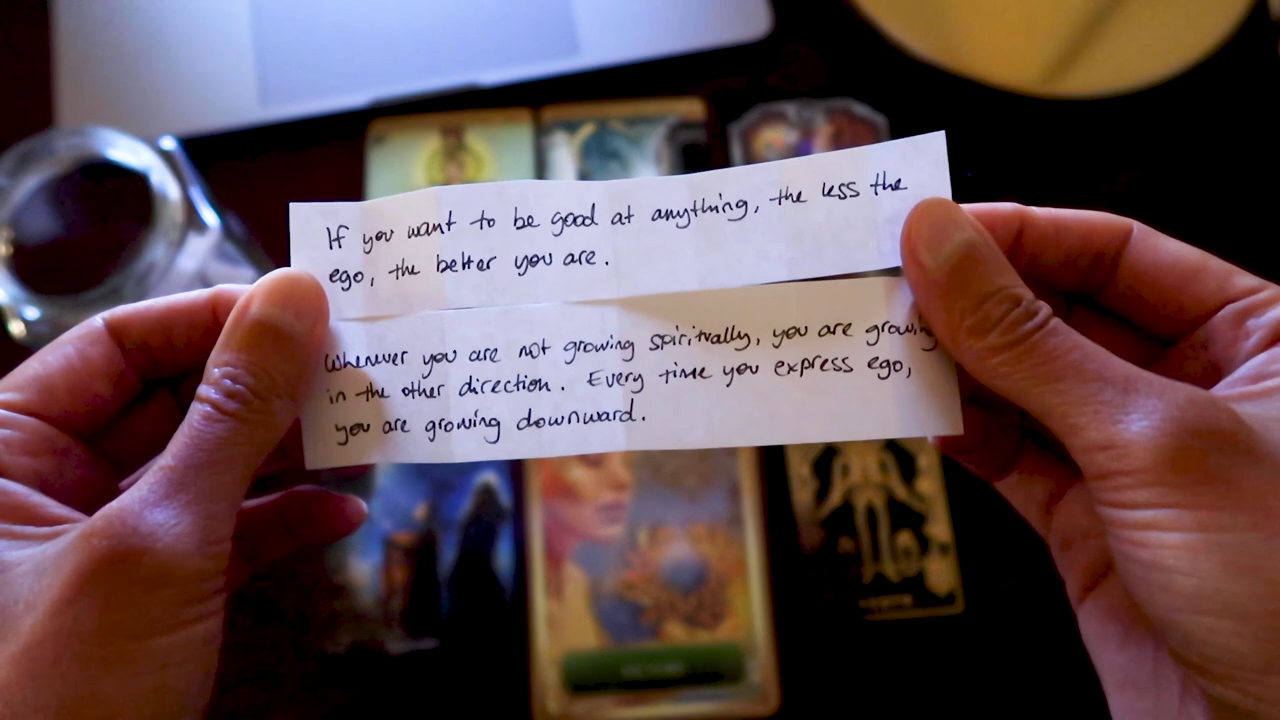 If you want to be good at anything, the less the
ego, the better you are.
Whenever you are not growing spiritually, you are growing
in the other direction. Every time you express ego,
you are growing downward.